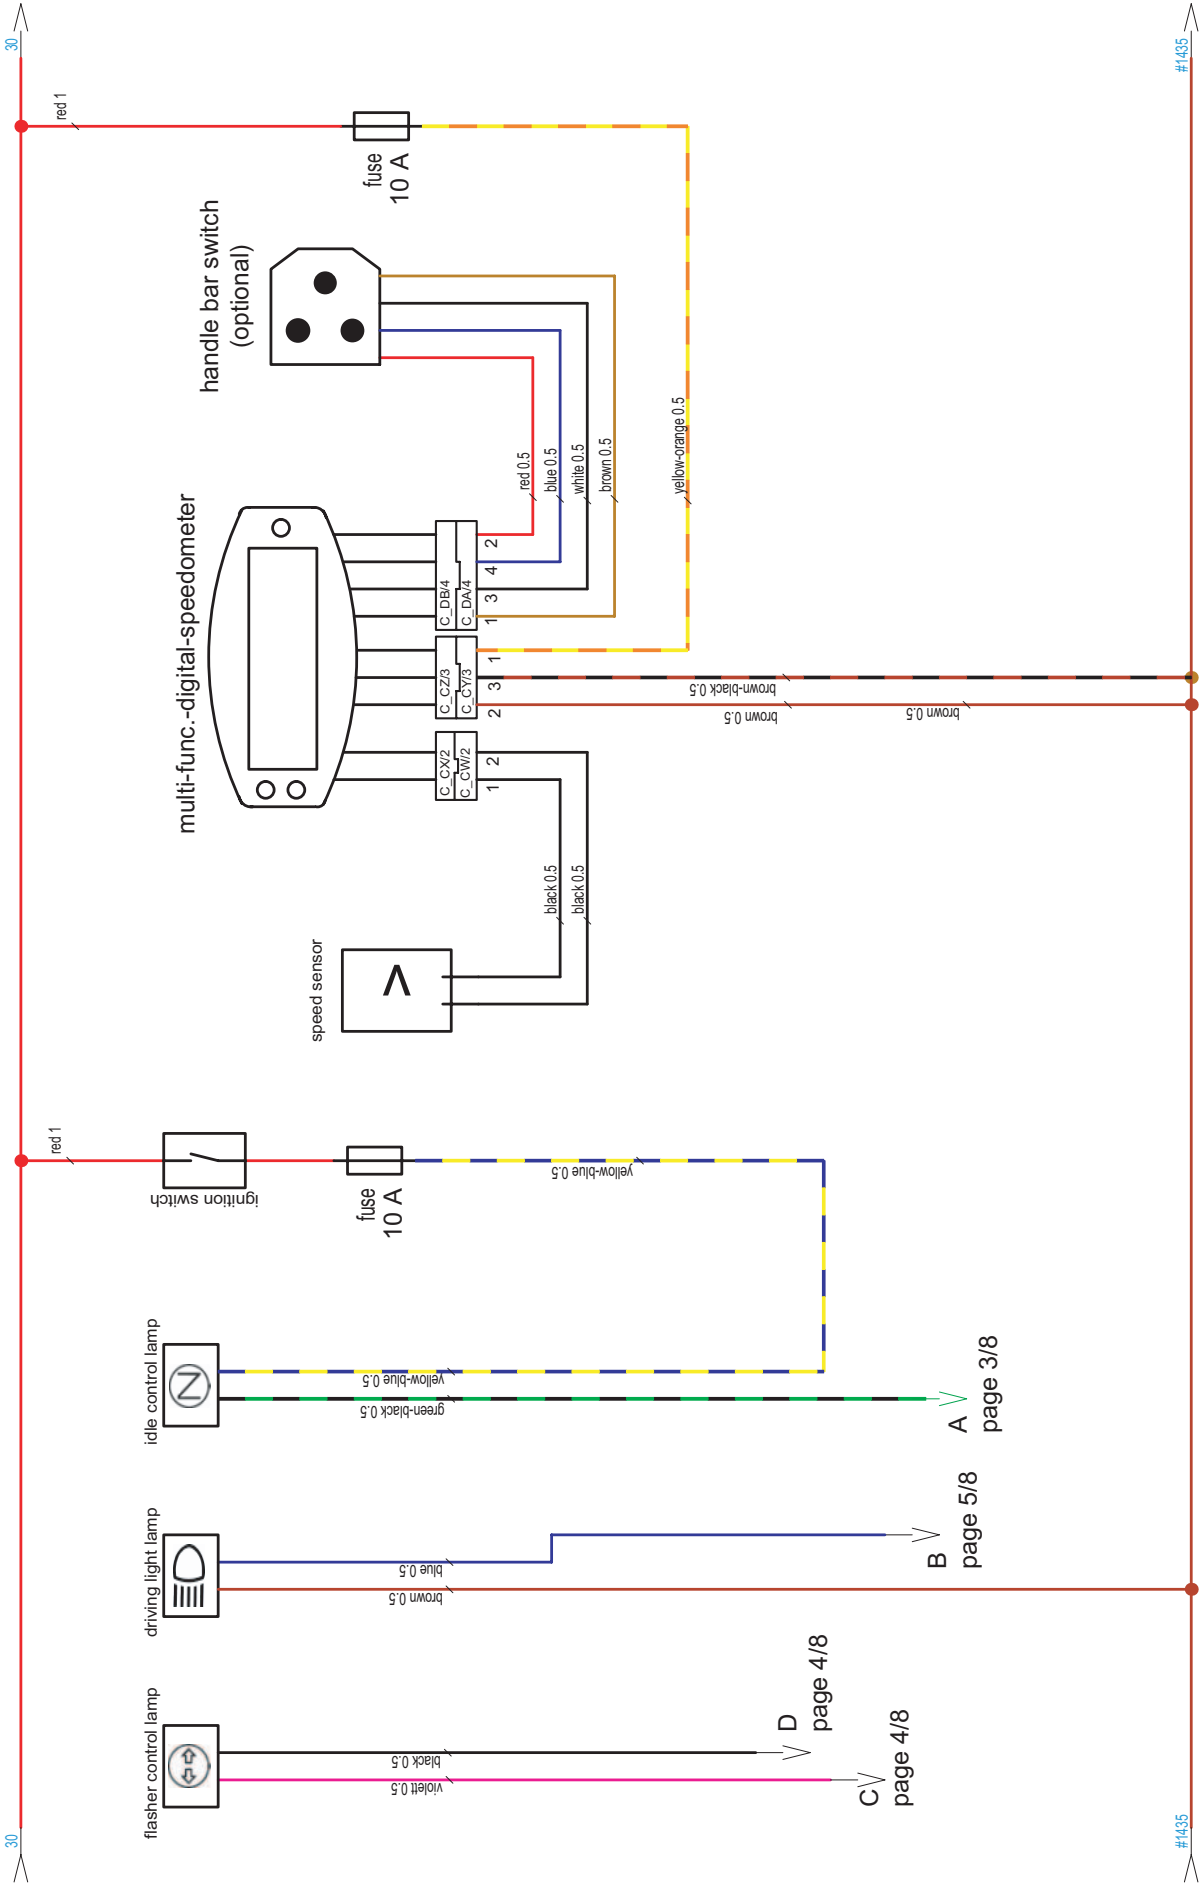 30
#1435
red 1
fuse
10 A
handle bar switch
(optional)
red 0.5
blue 0.5
white 0.5
brown 0.5
yellow-orange 0.5
multi-func.-digital-speedometer
C_DB/4
C_DA/4
2
4
3
1
C_CZ/3
C_CY/3
1
3
2
brown-black 0.5
brown 0.5
brown 0.5
C_CX/2
C_CW/2
2
1
black 0.5
black 0.5
speed sensor
V
red 1
ignition switch
fuse
10 A
yellow-blue 0.5
idle control lamp
N
yellow-blue 0.5
green-black 0.5
A
page 3/8
driving light lamp
blue 0.5
brown 0.5
B
page 5/8
flasher control lamp
black 0.5
violett 0.5
D
page 4/8
C
page 4/8
30
#1435